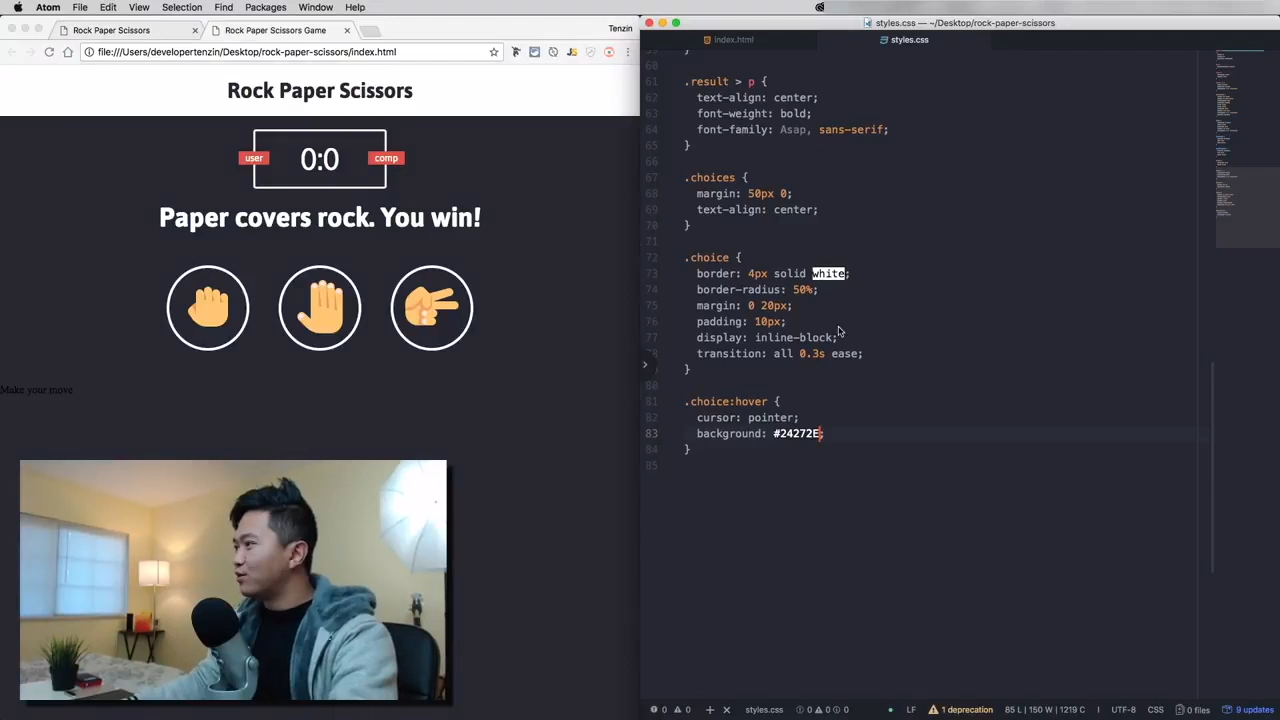 Atom File Edit View Selection Find Packages Window Help
Rock Paper Scissors
Rock Paper Scissors Game
Tenzin
file:///Users/developertenzin/Desktop/rock-paper-scissors/index.html
Rock Paper Scissors
user
0:0
comp
Paper covers rock. You win!
Make your move
styles.css — ~/Desktop/rock-paper-scissors
index.html
styles.css
60
61 .result > p {
62 text-align: center;
63 font-weight: bold;
64 font-family: Asap, sans-serif;
65 }
66
67 .choices {
68 margin: 50px 0;
69 text-align: center;
70 }
71
72 .choice {
73 border: 4px solid white;
74 border-radius: 50%;
75 margin: 0 20px;
76 padding: 10px;
77 display: inline-block;
78 transition: all 0.3s ease;
}
80
81 .choice:hover {
82 cursor: pointer;
83 background: #24272E;
84 }
85
0 0 styles.css 0 0 0 LF 1 deprecation 85 L | 150 W | 1219 C UTF-8 CSS 0 files 9 updates